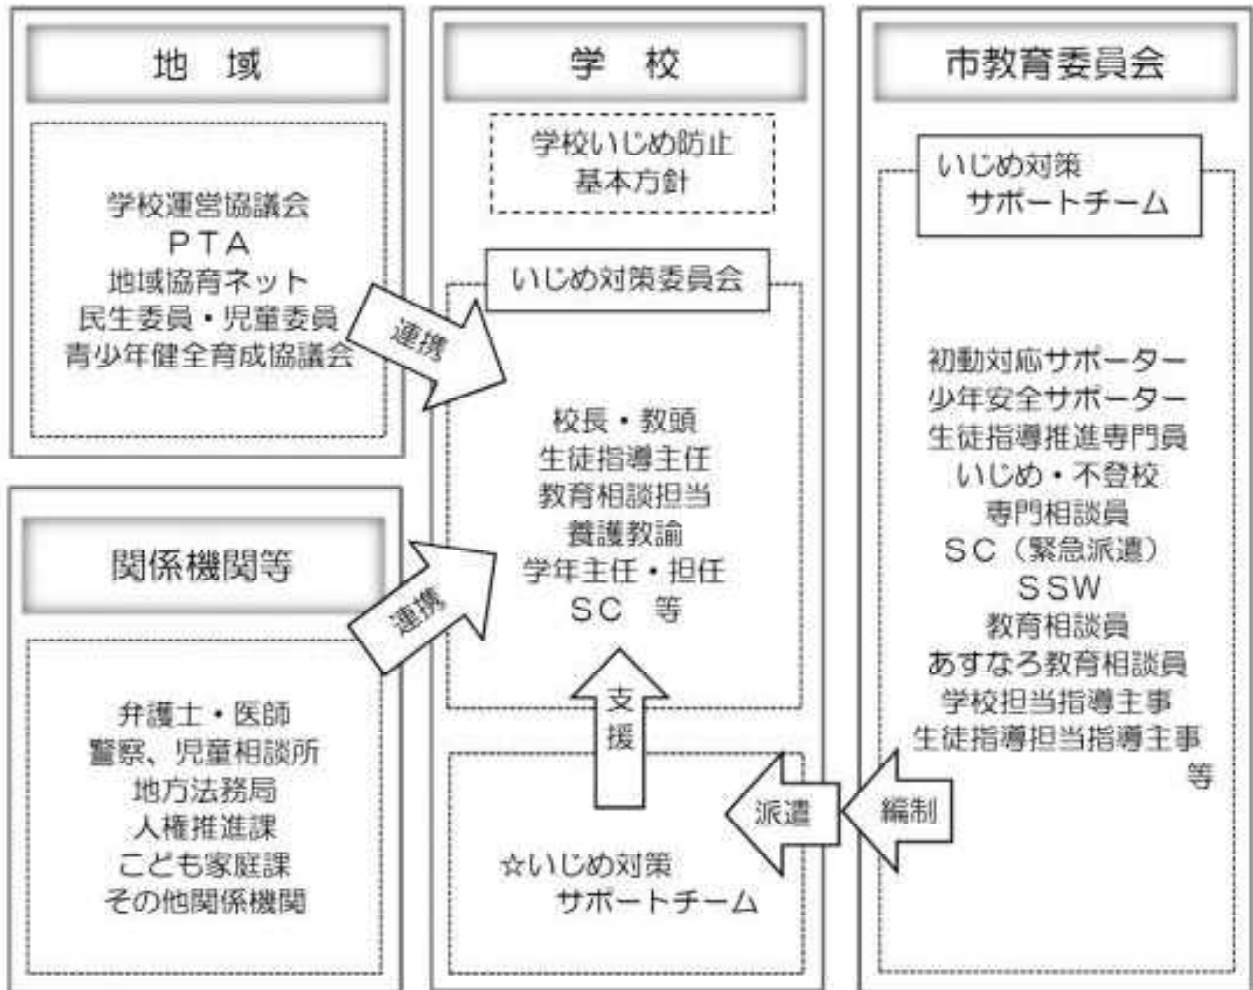 地 域
学校運営協議会
ＰＴＡ
地域協育ネット
民生委員・児童委員
青少年健全育成協議会
連携
関係機関等
弁護士・医師
警察、児童相談所
地方法務局
人権推進課
こども家庭課
その他関係機関
連携
学 校
学校いじめ防止
基本方針
いじめ対策委員会
校長・教頭
生徒指導主任
教育相談担当
養護教諭
学年主任・担任
ＳＣ 等
支援
☆いじめ対策
サポートチーム
派遣
編制
市教育委員会
いじめ対策
サポートチーム
初動対応サポーター
少年安全サポーター
生徒指導推進専門員
いじめ・不登校
専門相談員
ＳＣ（緊急派遣）
ＳＳＷ
教育相談員
あすなろ教育相談員
学校担当指導主事
生徒指導担当指導主事
等